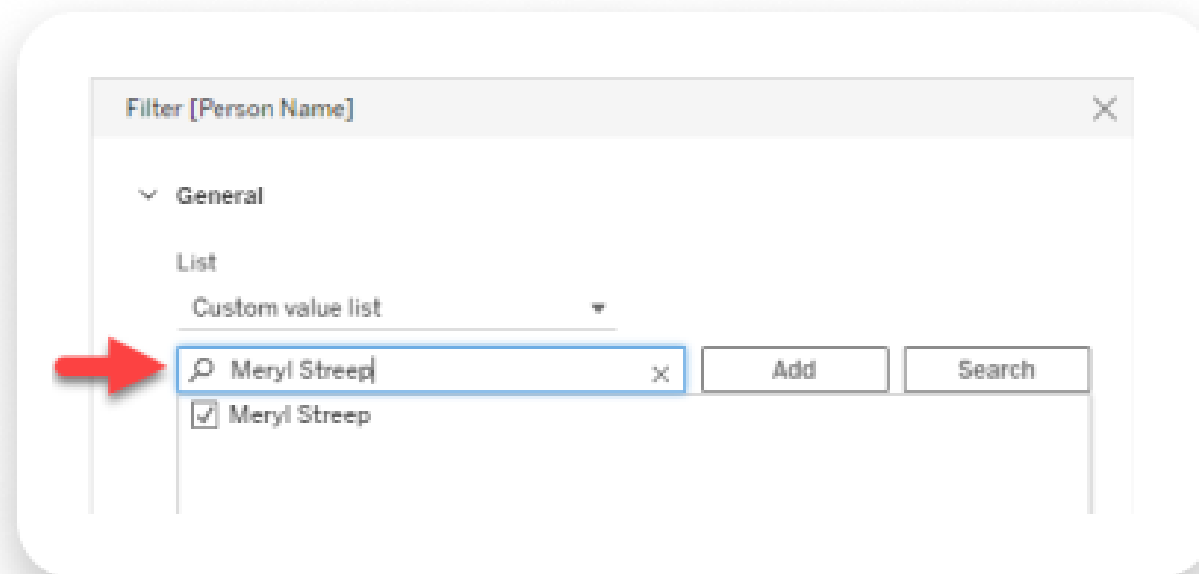 Filter [Person Name]
General
List
Custom value list
Meryl Streep Add Search
Meryl Streep